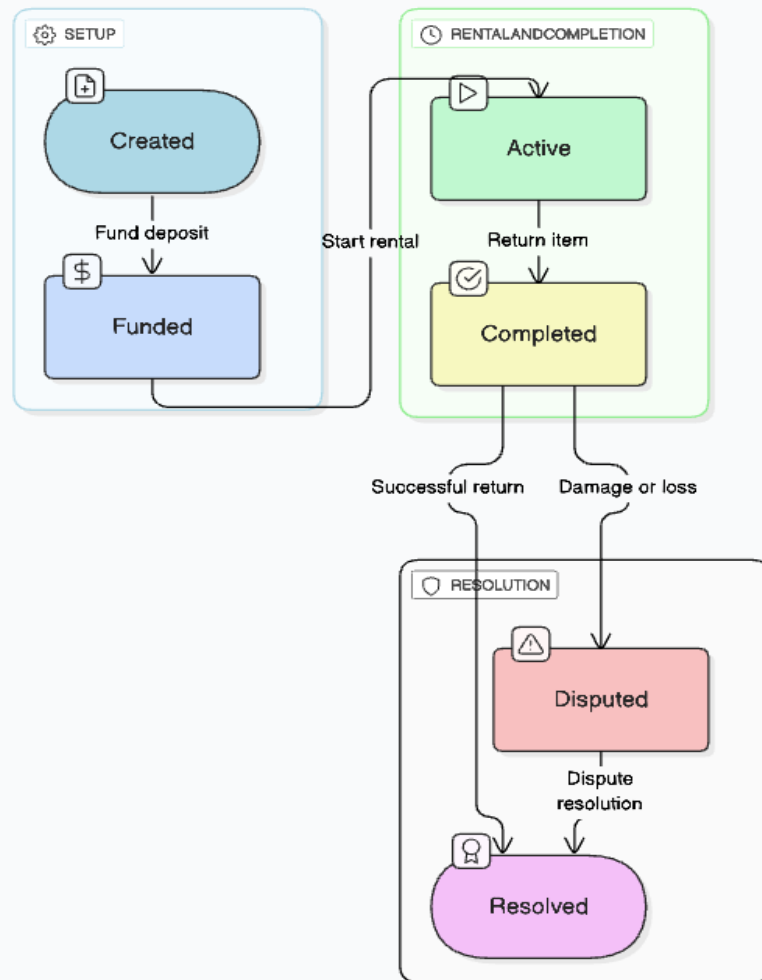 SETUP
Created
Fund deposit
Funded
Start rental
RENTALANDCOMPLETION
Active
Return item
Completed
Successful return
Damage or loss
RESOLUTION
Disputed
Dispute
resolution
Resolved